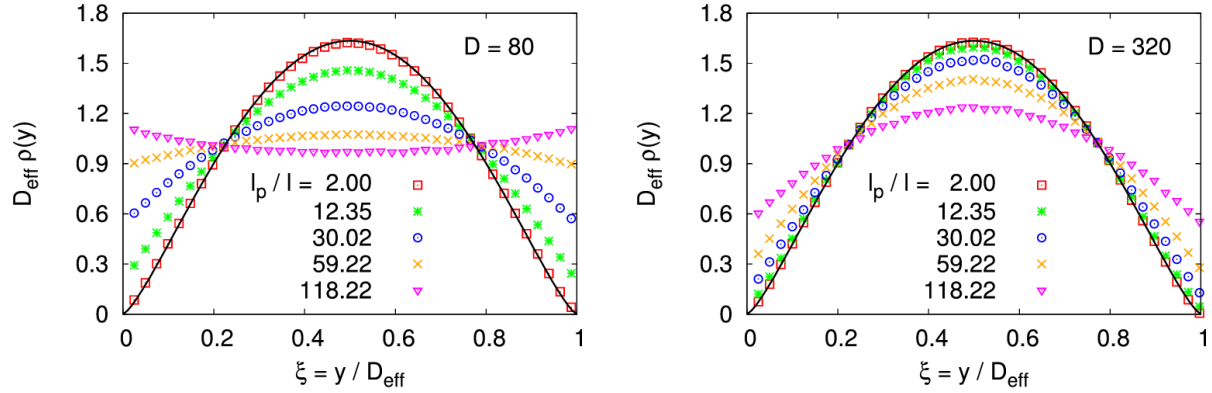 1.8
1.5
1.2
0.9
0.6
0.3
0
D_eff ρ(y)
D = 80
l_p / l = 2.00
12.35
30.02
59.22
118.22
0 0.2 0.4 0.6 0.8 1
ξ = y / D_eff
1.8
1.5
1.2
0.9
0.6
0.3
0
D_eff ρ(y)
D = 320
l_p / l = 2.00
12.35
30.02
59.22
118.22
0 0.2 0.4 0.6 0.8 1
ξ = y / D_eff